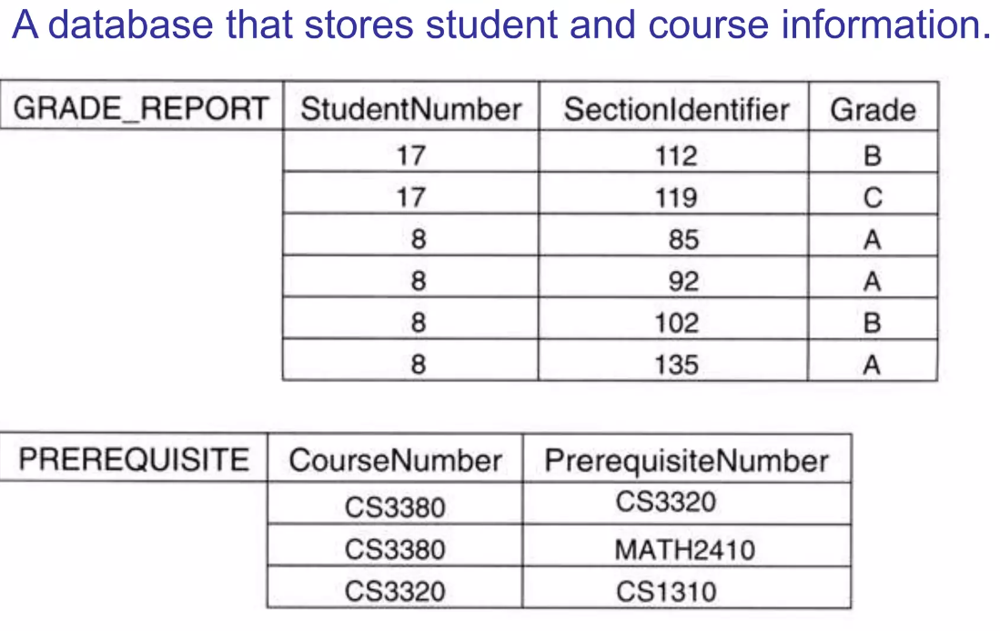 A database that stores student and course information.
GRADE_REPORT StudentNumber SectionIdentifier Grade
17 112 B
17 119 C
8 85 A
8 92 A
8 102 B
8 135 A
PREREQUISITE CourseNumber PrerequisiteNumber
CS3380 CS3320
CS3380 MATH2410
CS3320 CS1310